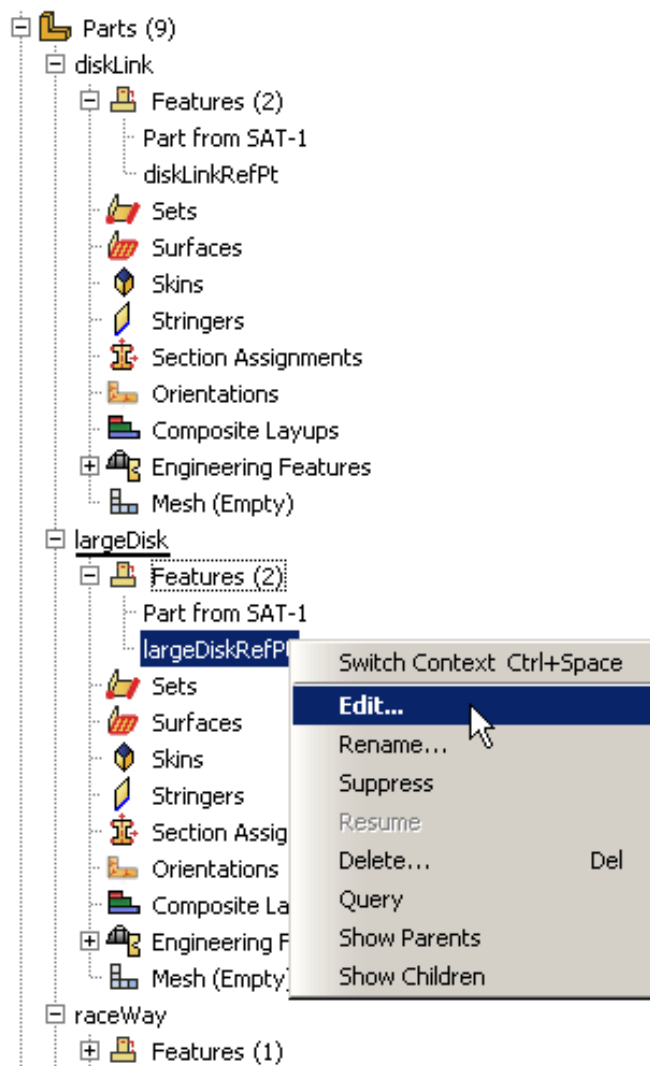 Parts (9)
diskLink
Features (2)
Part from SAT-1
diskLinkRefPt
Sets
Surfaces
Skins
Stringers
Section Assignments
Orientations
Composite Layups
Engineering Features
Mesh (Empty)
largeDisk
Features (2)
Part from SAT-1
largeDiskRefP
Switch Context Ctrl+Space
Sets
Edit...
Surfaces
Rename...
Skins
Suppress
Stringers
Resume
Section Assig
Delete... Del
Orientations
Query
Composite La
Show Parents
Engineering F
Show Children
Mesh (Empty)
raceWay
Features (1)